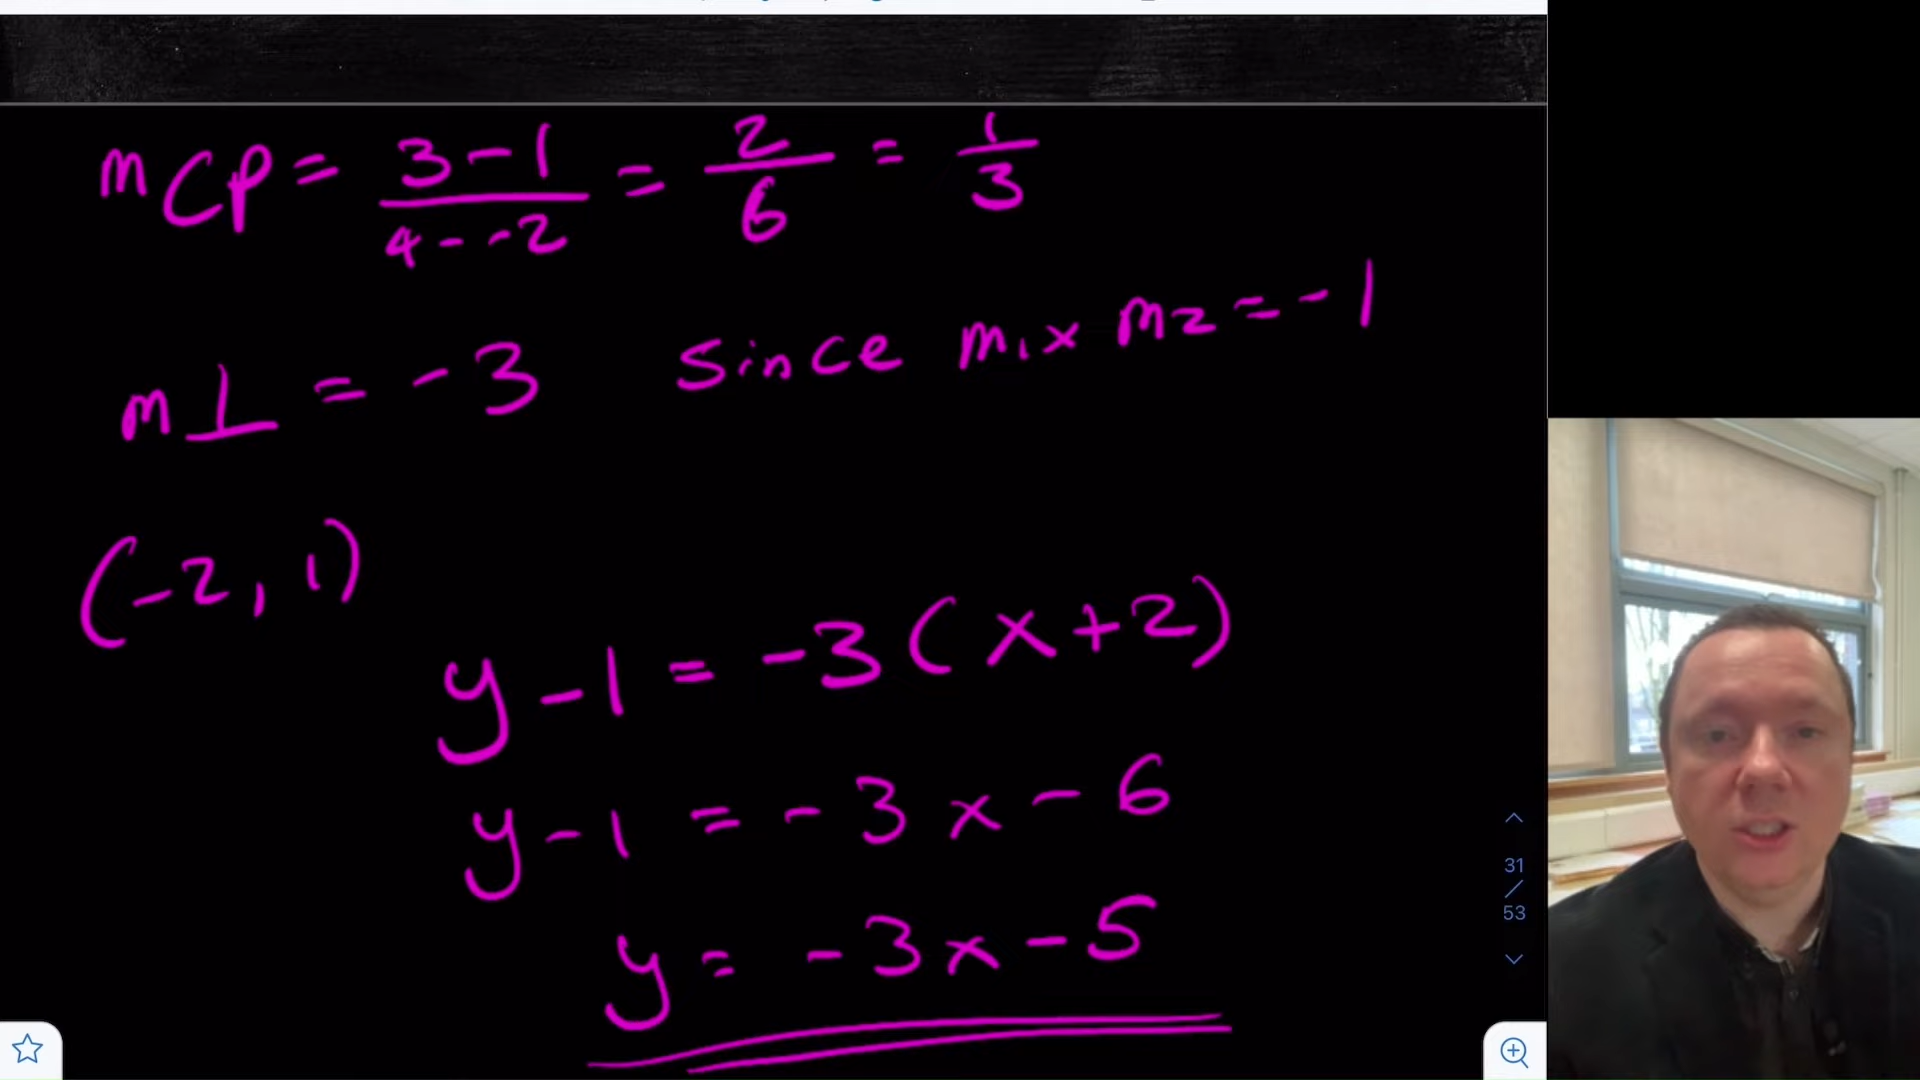 mCP = 3-1/4--2 = 2/6 = 1/3
m⊥ = -3 since m₁ x m₂ = -1
(-2, 1)
y-1 = -3(x+2)
y-1 = -3x-6
y = -3x-5
31
/
53